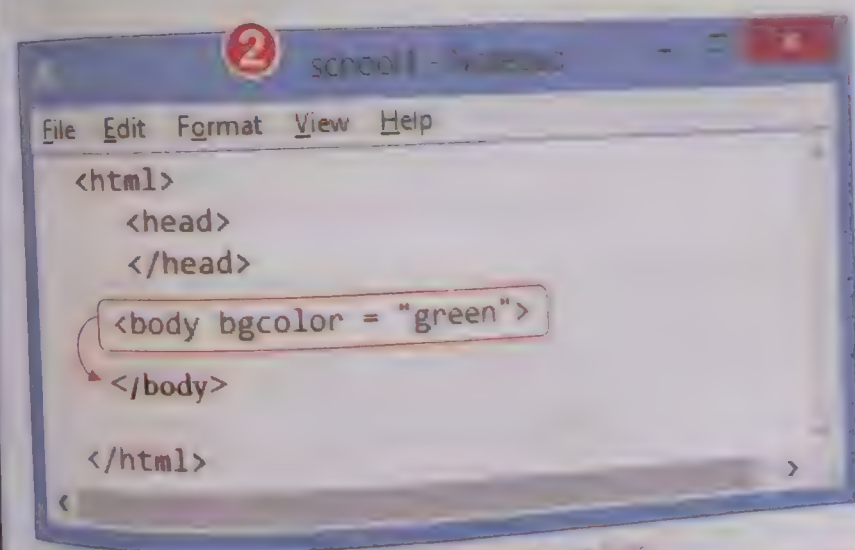 2
File Edit Format View Help
<html>
<head>
</head>
<body bgcolor = "green">
</body>
</html>